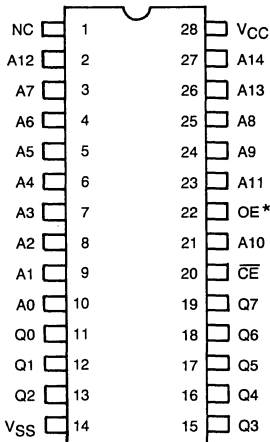 NC 1 28 VCC
A12 2 27 A14
A7 3 26 A13
A6 4 25 A8
A5 5 24 A9
A4 6 23 A11
A3 7 22 OE*
A2 8 21 A10
A1 9 20 C̅E̅
A0 10 19 Q7
Q0 11 18 Q6
Q1 12 17 Q5
Q2 13 16 Q4
VSS 14 15 Q3